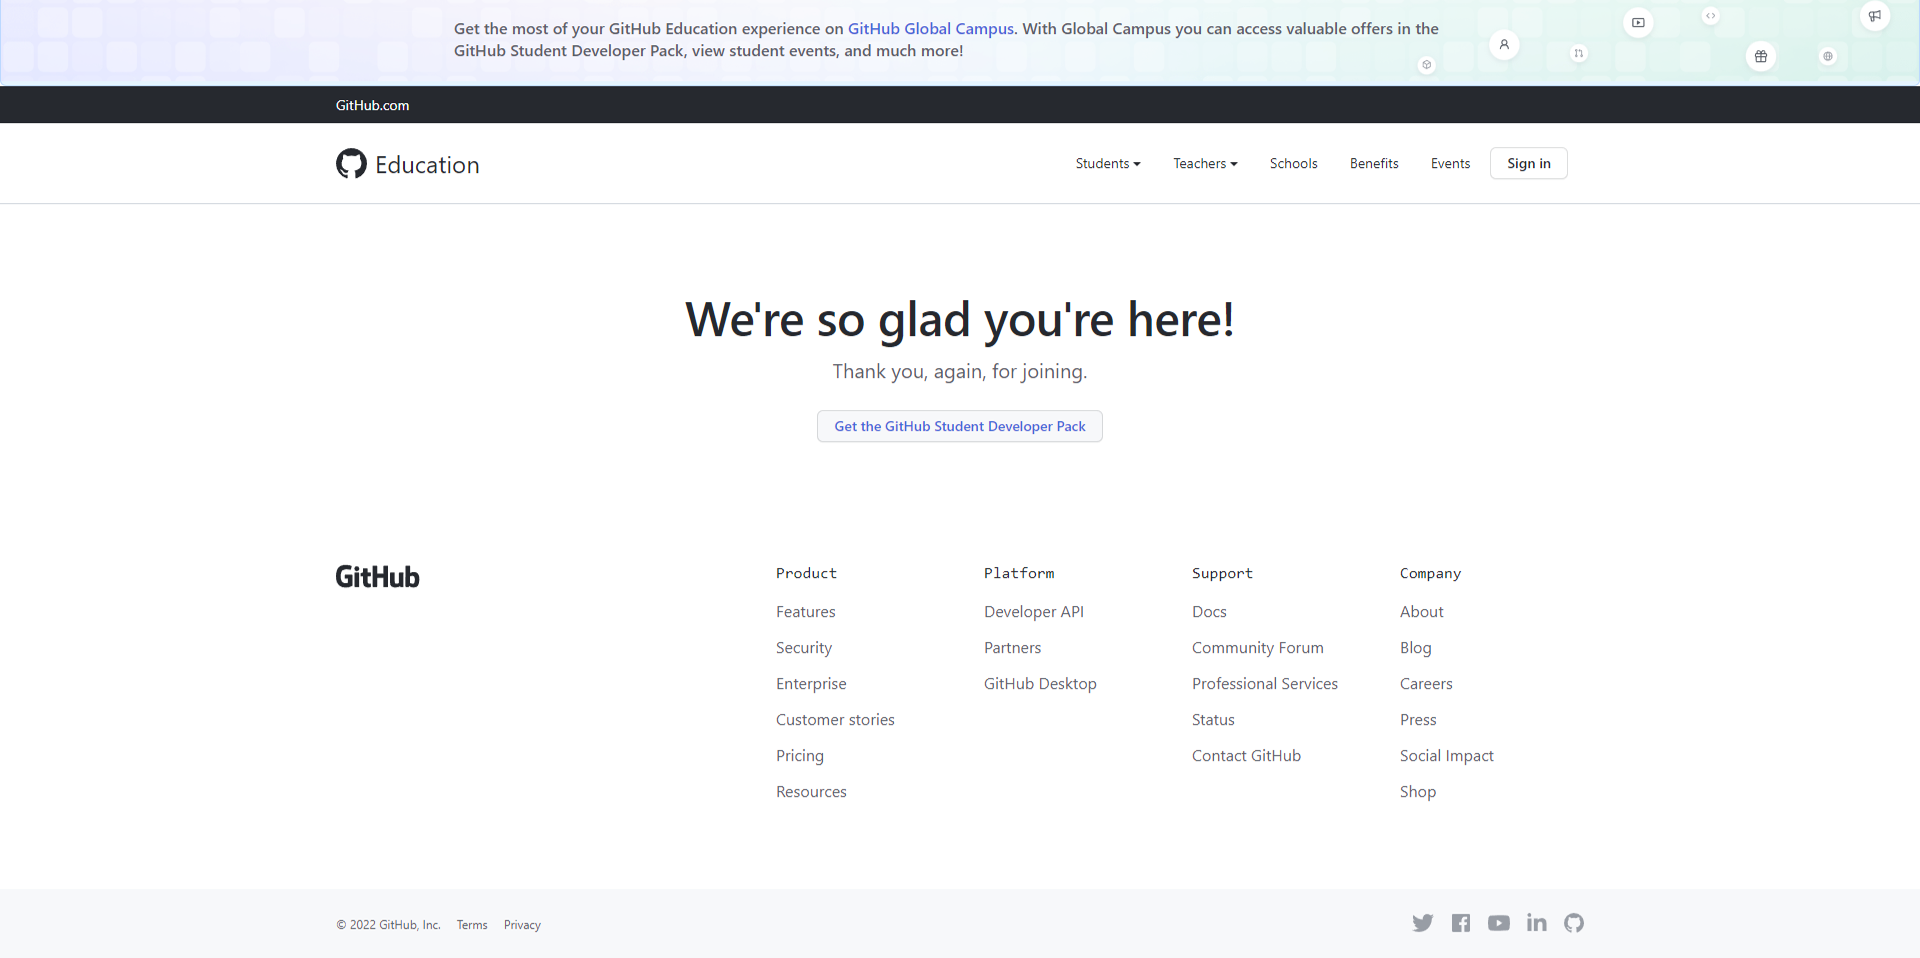 Get the most of your GitHub Education experience on GitHub Global Campus. With Global Campus you can access valuable offers in the
GitHub Student Developer Pack, view student events, and much more!
GitHub.com
Education
Students
Teachers
Schools
Benefits
Events
Sign in
We're so glad you're here!
Thank you, again, for joining.
Get the GitHub Student Developer Pack
GitHub
Product
Features
Security
Enterprise
Customer stories
Pricing
Resources
Platform
Developer API
Partners
GitHub Desktop
Support
Docs
Community Forum
Professional Services
Status
Contact GitHub
Company
About
Blog
Careers
Press
Social Impact
Shop
© 2022 GitHub, Inc.
Terms
Privacy